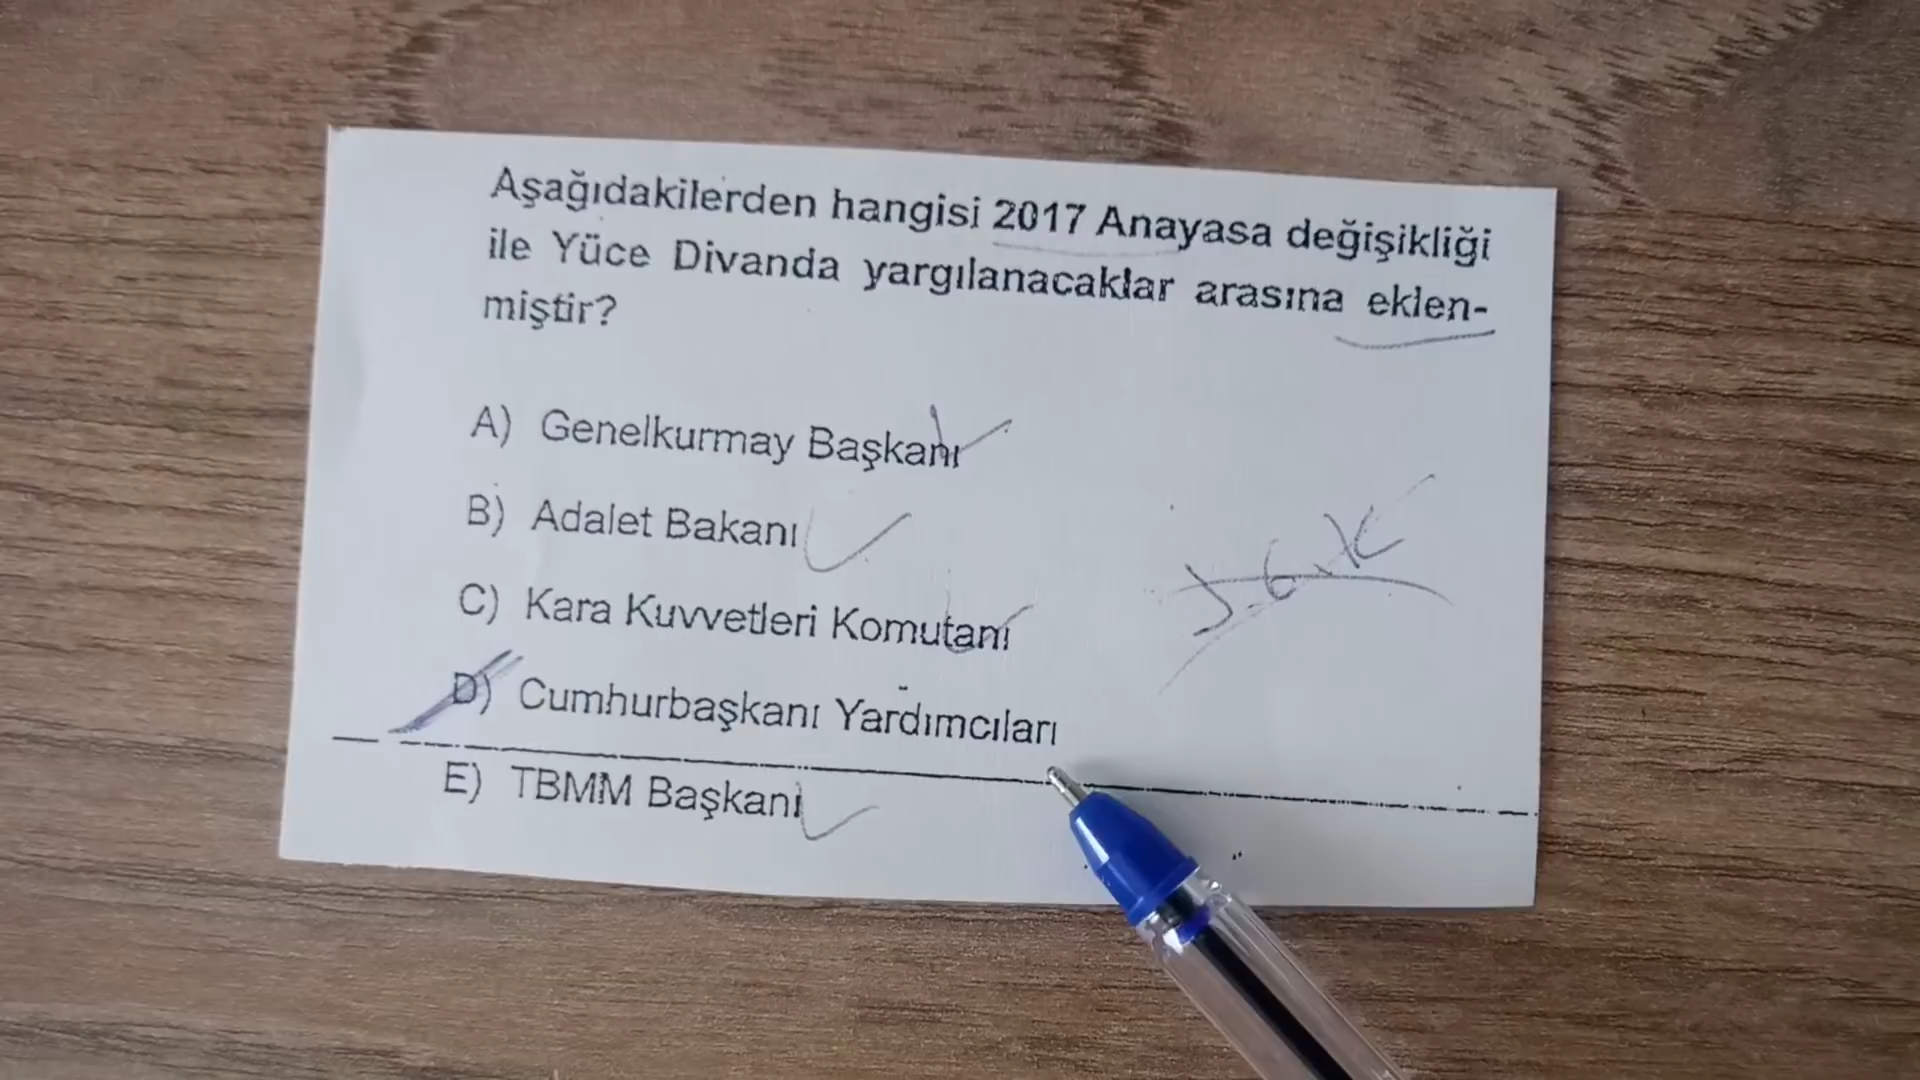 Aşağıdakilerden hangisi 2017 Anayasa değişikliği
ile Yüce Divanda yargılanacaklar arasına eklen-
miştir?
A) Genelkurmay Başkanı
B) Adalet Bakanı
C) Kara Kuvvetleri Komutanı
D) Cumhurbaşkanı Yardımcıları
E) TBMM Başkanı
J.G.K